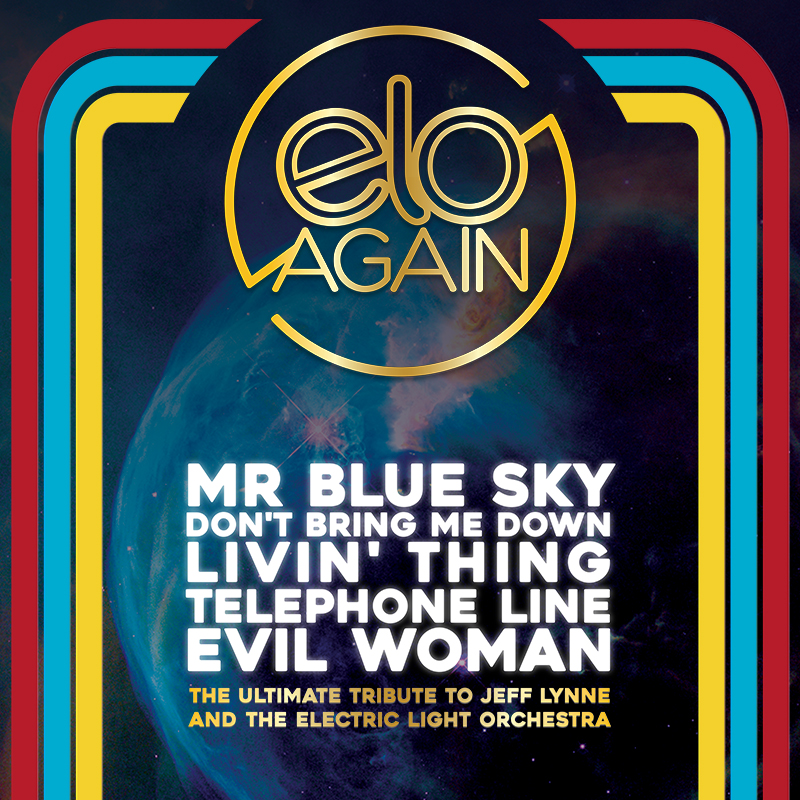 elo
AGAIN
MR BLUE SKY
DON'T BRING ME DOWN
LIVIN' THING
TELEPHONE LINE
EVIL WOMAN
THE ULTIMATE TRIBUTE TO JEFF LYNNE
AND THE ELECTRIC LIGHT ORCHESTRA